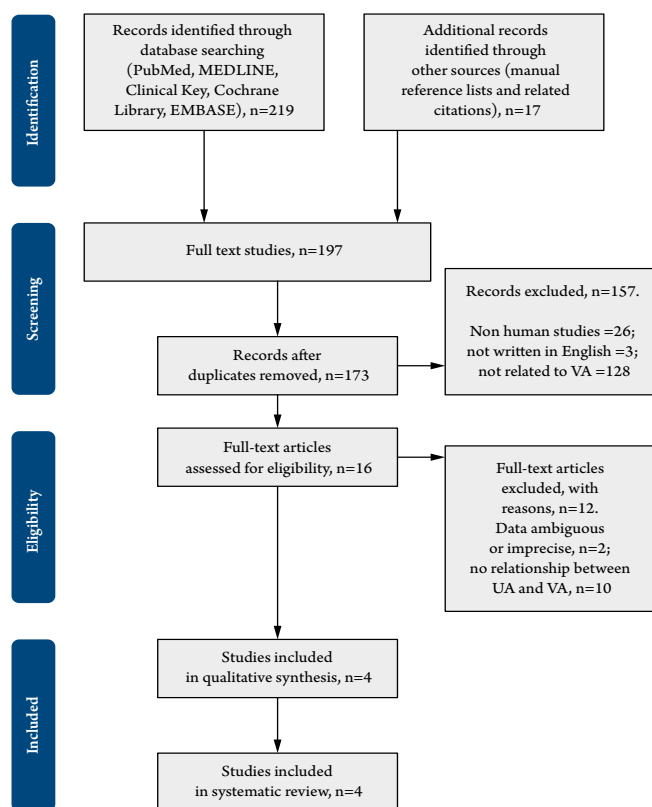 Identification
Records identified through
database searching
(PubMed, MEDLINE,
Clinical Key, Cochrane
Library, EMBASE), n=219
Additional records
identified through
other sources (manual
reference lists and related
citations), n=17
Screening
Full text studies, n=197
Records after
duplicates removed, n=173
Records excluded, n=157.
Non human studies =26;
not written in English =3;
not related to VA =128
Eligibility
Full-text articles
assessed for eligibility, n=16
Full-text articles
excluded, with
reasons, n=12.
Data ambiguous
or imprecise, n=2;
no relationship between
UA and VA, n=10
Included
Studies included
in qualitative synthesis, n=4
Studies included
in systematic review, n=4